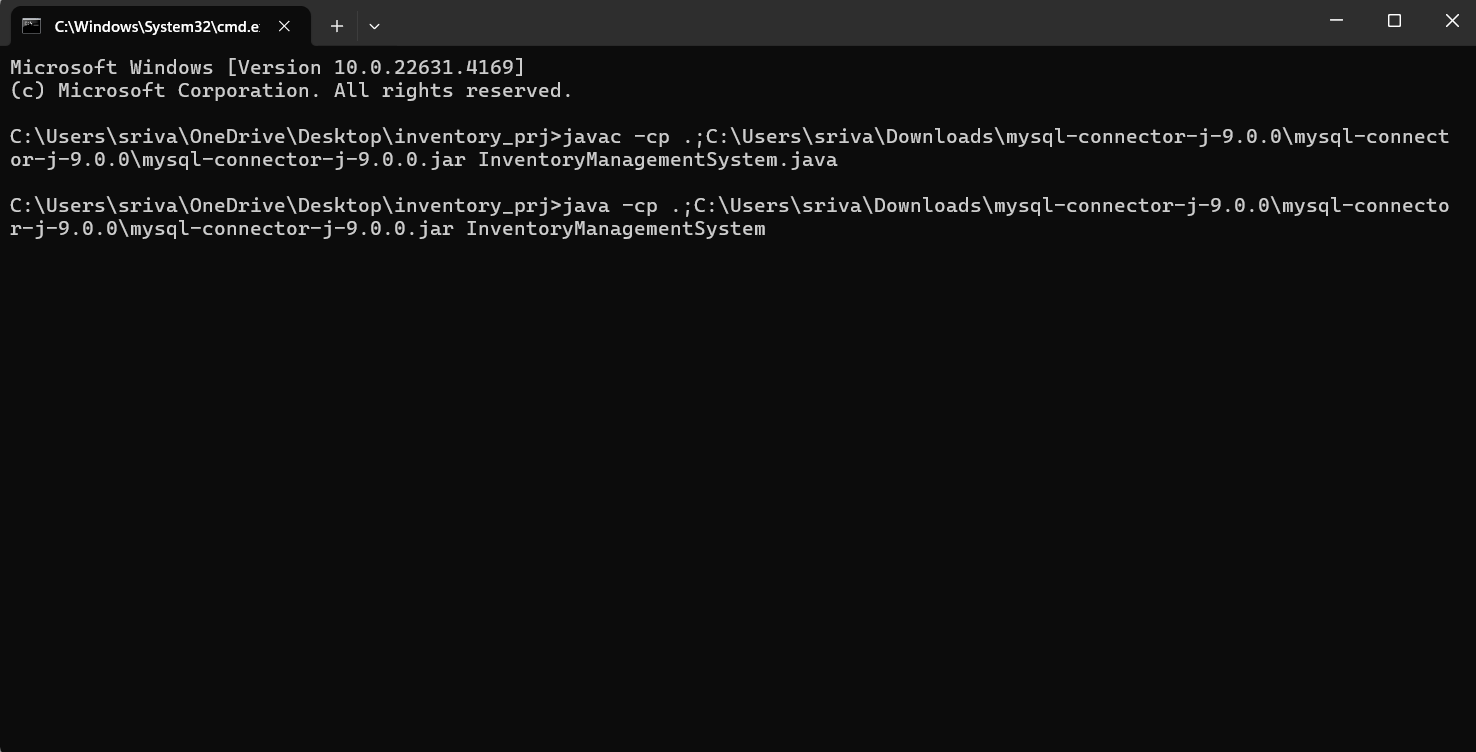 C:\Windows\System32\cmd.e
Microsoft Windows [Version 10.0.22631.4169]
(c) Microsoft Corporation. All rights reserved.
C:\Users\sriva\OneDrive\Desktop\inventory_prj>javac -cp .;C:\Users\sriva\Downloads\mysql-connector-j-9.0.0\mysql-connect
or-j-9.0.0\mysql-connector-j-9.0.0.jar InventoryManagementSystem.java
C:\Users\sriva\OneDrive\Desktop\inventory_prj>java -cp .;C:\Users\sriva\Downloads\mysql-connector-j-9.0.0\mysql-connecto
r-j-9.0.0\mysql-connector-j-9.0.0.jar InventoryManagementSystem